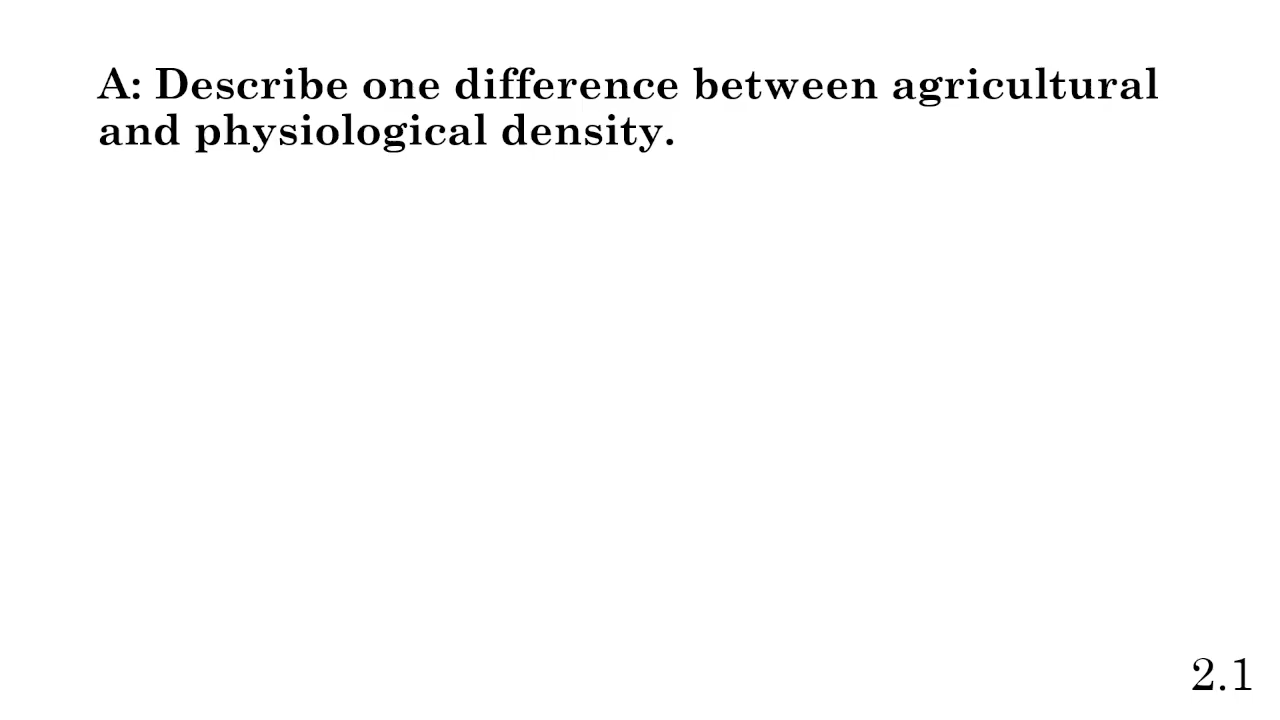 A: Describe one difference between agricultural
and physiological density.
2.1